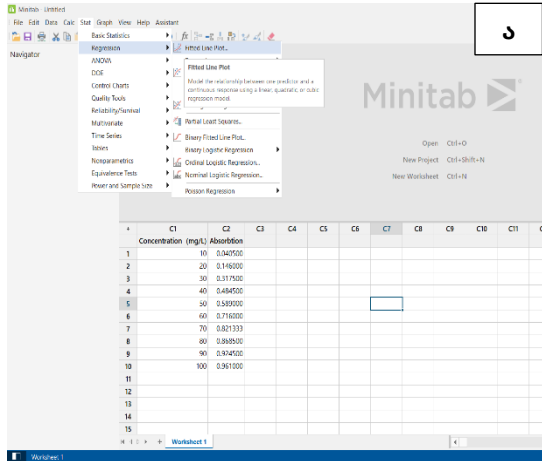 Minitab Untitled
File Edit Data Calc Stat Graph View Help Assistant
১
Navigator
Basic Statistics
Regression
ANOVA
DOE
Control Charts
Quality Tools
Reliability/Survival
Multivariate
Time Series
Tables
Nonparametrics
Equivalence Tests
Power and Sample Size
Fitted Line Plot...
Fitted Line Plot
Model the relationship between one predictor and a
continuous response using a linear, quadratic, or cubic
regression model.
Partial Least Squares...
Binary Fitted Line Plot...
Binary Logistic Regression
Ordinal Logistic Regression...
Nominal Logistic Regression...
Poisson Regression
Minitab
Open Ctrl+O
New Project Ctrl+Shift+N
New Worksheet Ctrl+N
C1 C2 C3 C4 C5 C6 C7 C8 C9 C10 C11
Concentration (mg/L) Absorbtion
1 10 0.040500
2 20 0.146000
3 30 0.317500
4 40 0.484500
5 50 0.589000
6 60 0.716000
7 70 0.821333
8 80 0.868500
9 90 0.924500
10 100 0.961000
11
12
13
14
15
Worksheet 1
Worksheet 1